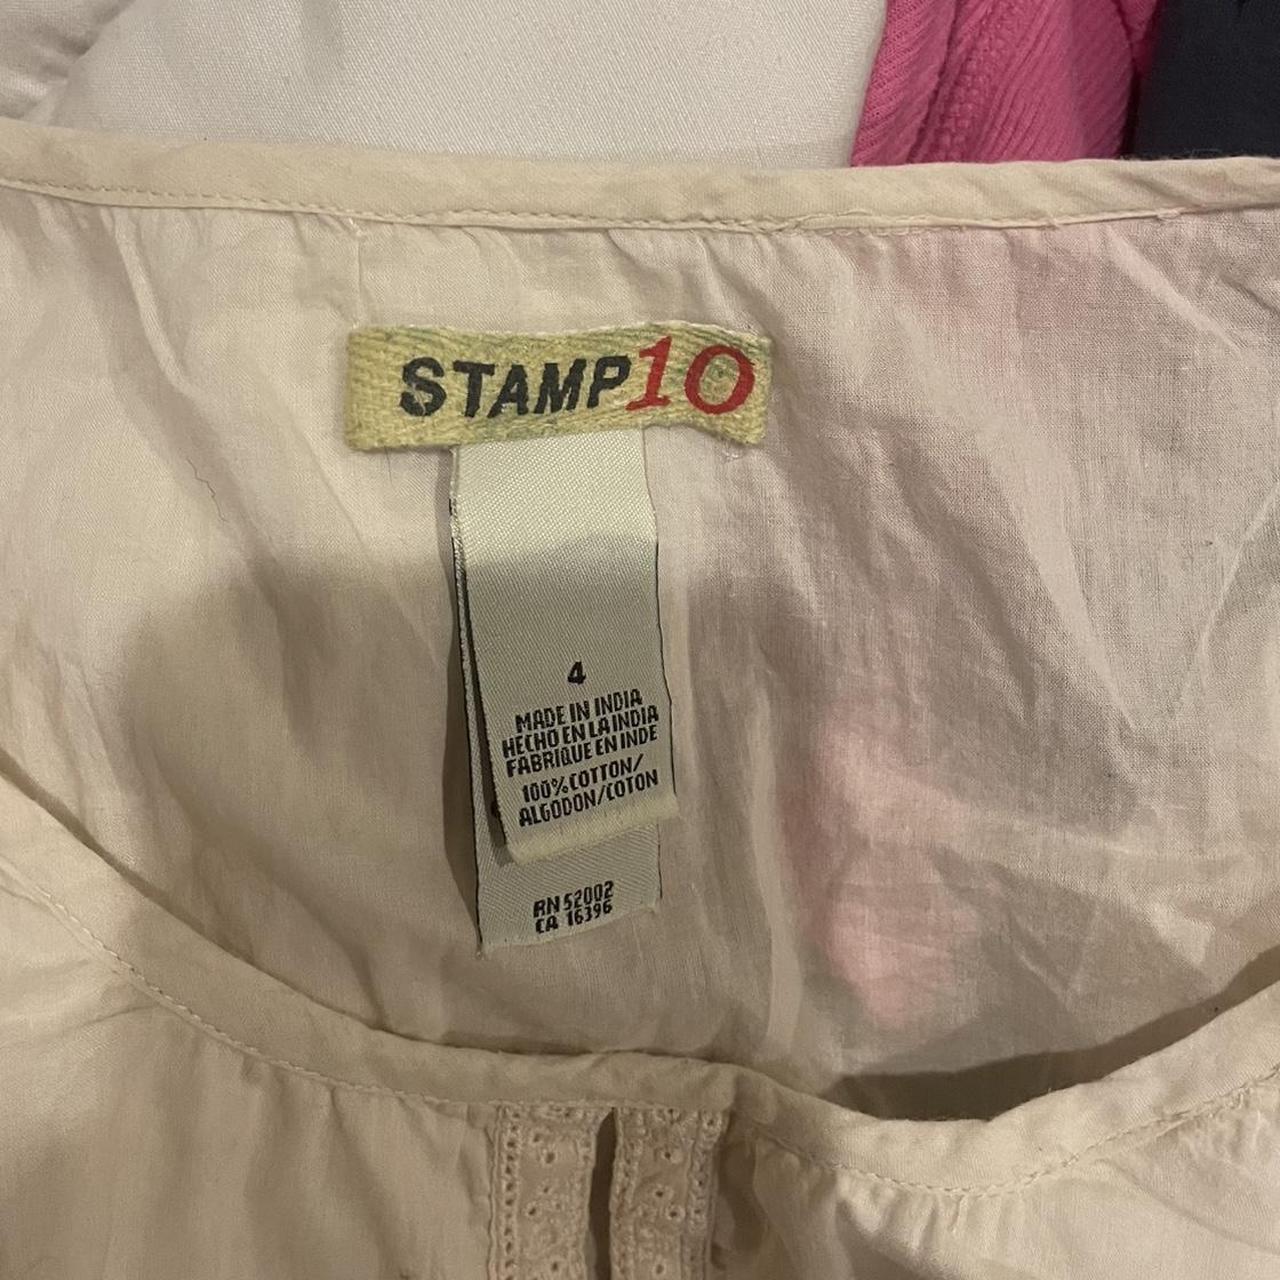 STAMP10
4
MADE IN INDIA
HECHO EN LA INDIA
FABRIQUE EN INDE
100% COTTON/
ALGODON/COTON
RN 52002
CA 16396